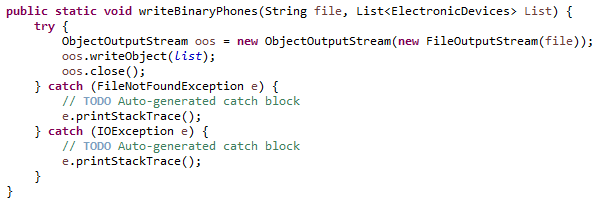 public static void writeBinaryPhones(String file, List<ElectronicDevices> List) {
    try {
        ObjectOutputStream oos = new ObjectOutputStream(new FileOutputStream(file));
        oos.writeObject(list);
        oos.close();
    } catch (FileNotFoundException e) {
        // TODO Auto-generated catch block
        e.printStackTrace();
    } catch (IOException e) {
        // TODO Auto-generated catch block
        e.printStackTrace();
    }
}